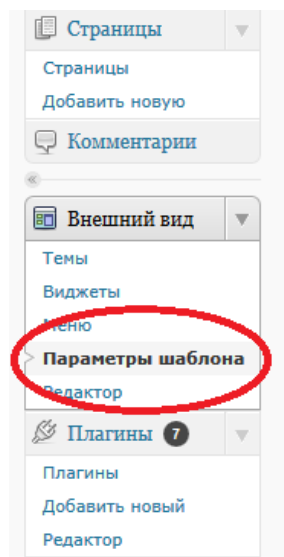 Страницы
Страницы
Добавить новую
Комментарии
Внешний вид
Темы
Виджеты
Меню
Параметры шаблона
Редактор
Плагины 7
Плагины
Добавить новый
Редактор